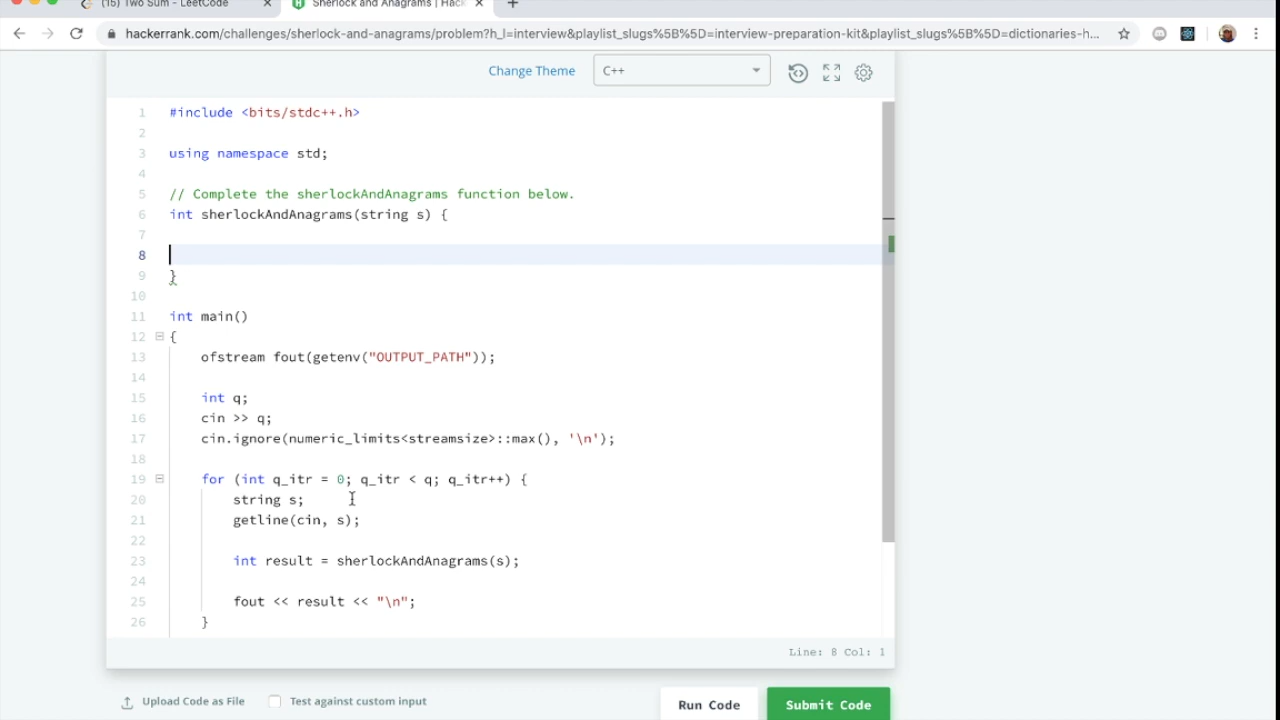 (15) Two Sum - LeetCode
Sherlock and Anagrams | Hack
hackerrank.com/challenges/sherlock-and-anagrams/problem?h_l=interview&playlist_slugs%5B%5D=interview-preparation-kit&playlist_slugs%5B%5D=dictionaries-h...
Change Theme
C++
1 #include <bits/stdc++.h>
2
3 using namespace std;
4
5 // Complete the sherlockAndAnagrams function below.
6 int sherlockAndAnagrams(string s) {
7
8
9 }
10
11 int main()
12 {
13 ofstream fout(getenv("OUTPUT_PATH"));
14
15 int q;
16 cin >> q;
17 cin.ignore(numeric_limits<streamsize>::max(), '\n');
18
19 for (int q_itr = 0; q_itr < q; q_itr++) {
20 string s;
21 getline(cin, s);
22
23 int result = sherlockAndAnagrams(s);
24
25 fout << result << "\n";
26 }
Line: 8 Col: 1
Upload Code as File
Test against custom input
Run Code
Submit Code